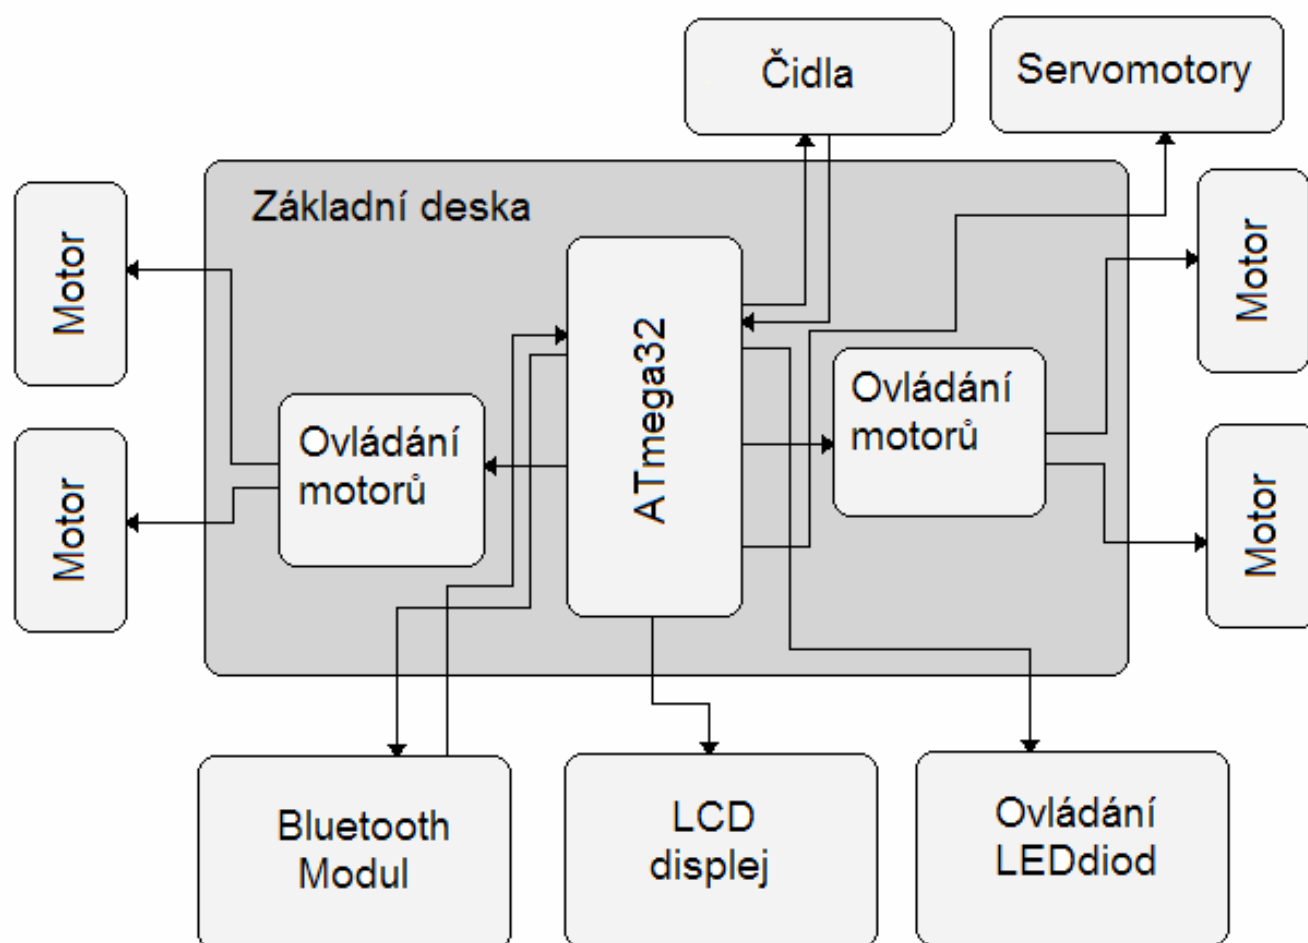 Čidla
Servomotory
Základní deska
Motor
Motor
ATmega32
Ovládání
motorů
Ovládání
motorů
Motor
Motor
Bluetooth
Modul
LCD
displej
Ovládání
LEDdiod